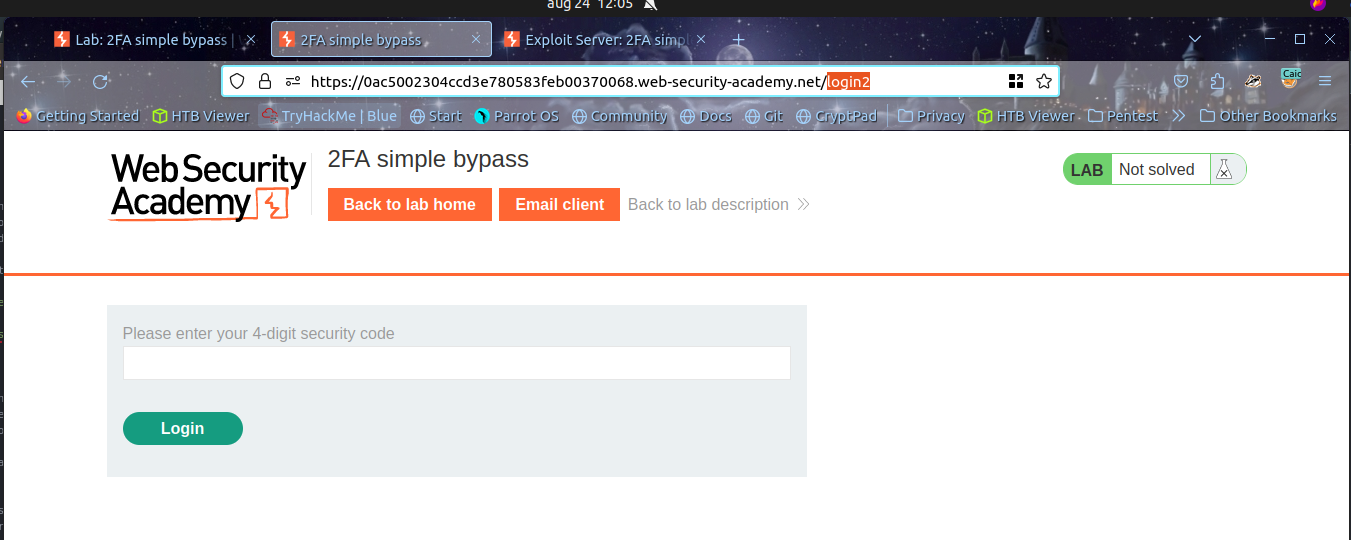 aug 24 12:05
Lab: 2FA simple bypass |
2FA simple bypass
Exploit Server: 2FA simpl
https://0ac5002304ccd3e780583feb00370068.web-security-academy.net/login2
Caic
Getting Started HTB Viewer TryHackMe | Blue Start Parrot OS Community Docs Git CryptPad Privacy HTB Viewer Pentest Other Bookmarks
Web Security
Academy
2FA simple bypass
Back to lab home Email client Back to lab description
LAB Not solved
Please enter your 4-digit security code
Login